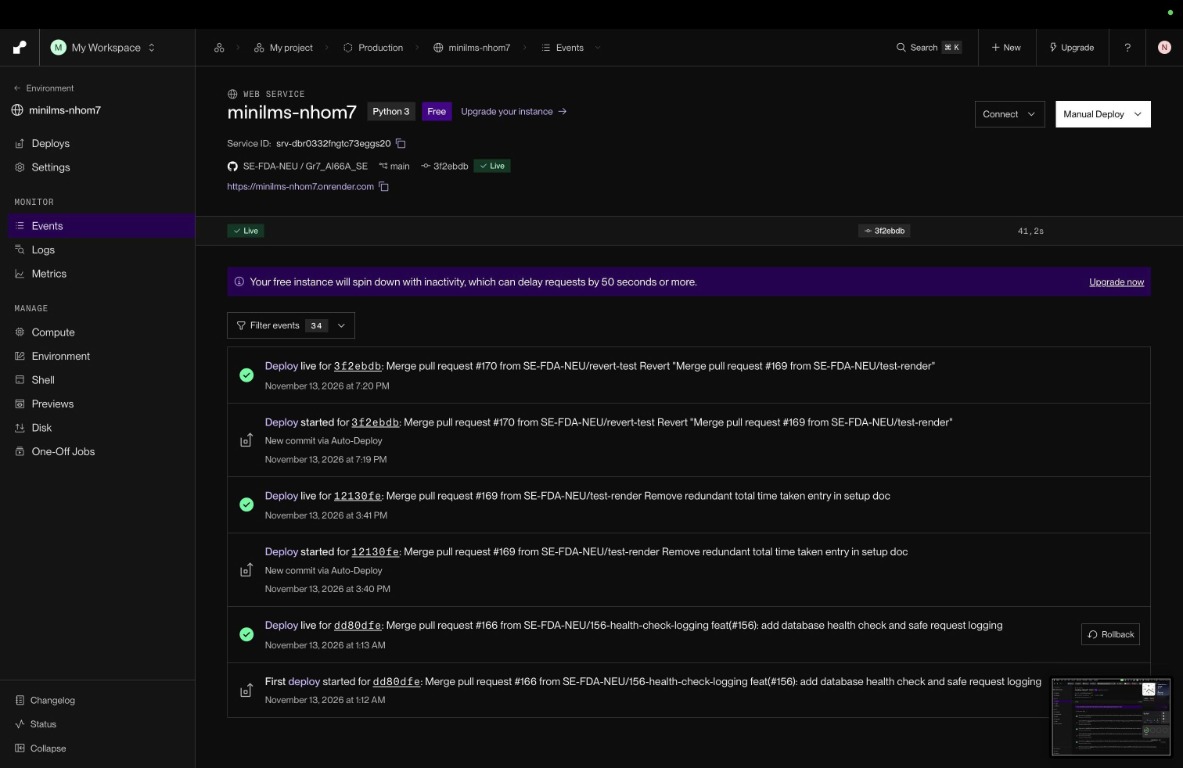 M My Workspace
My project
Production
minilms-nhom7
Events
Search ⌘ K
+ New
Upgrade
?
N
← Environment
minilms-nhom7
Deploys
Settings
MONITOR
Events
Logs
Metrics
MANAGE
Compute
Environment
Shell
Previews
Disk
One-Off Jobs
Changelog
Status
Collapse
WEB SERVICE
minilms-nhom7 Python 3 Free Upgrade your instance →
Connect
Manual Deploy
Service ID: srv-dbr0332fngtc73eggs20
SE-FDA-NEU / Gr7_AI66A_SE main 3f2ebdb ✓ Live
https://minilms-nhom7.onrender.com
✓ Live 3f2ebdb 41,2s
Your free instance will spin down with inactivity, which can delay requests by 50 seconds or more. Upgrade now
Filter events 34
Deploy live for 3f2ebdb: Merge pull request #170 from SE-FDA-NEU/revert-test Revert "Merge pull request #169 from SE-FDA-NEU/test-render"
November 13, 2026 at 7:20 PM
Deploy started for 3f2ebdb: Merge pull request #170 from SE-FDA-NEU/revert-test Revert "Merge pull request #169 from SE-FDA-NEU/test-render"
New commit via Auto-Deploy
November 13, 2026 at 7:19 PM
Deploy live for 12130fe: Merge pull request #169 from SE-FDA-NEU/test-render Remove redundant total time taken entry in setup doc
November 13, 2026 at 3:41 PM
Deploy started for 12130fe: Merge pull request #169 from SE-FDA-NEU/test-render Remove redundant total time taken entry in setup doc
New commit via Auto-Deploy
November 13, 2026 at 3:40 PM
Deploy live for dd80dfe: Merge pull request #166 from SE-FDA-NEU/156-health-check-logging feat(#156): add database health check and safe request logging
November 13, 2026 at 1:13 AM
Rollback
First deploy started for dd80dfe: Merge pull request #166 from SE-FDA-NEU/156-health-check-logging feat(#156): add database health check and safe request logging
November 13, 2026 at 1:12 AM